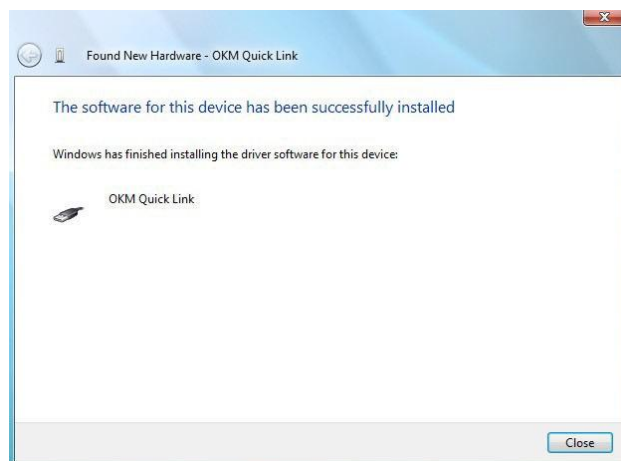 Found New Hardware - OKM Quick Link
The software for this device has been successfully installed
Windows has finished installing the driver software for this device:
OKM Quick Link
Close